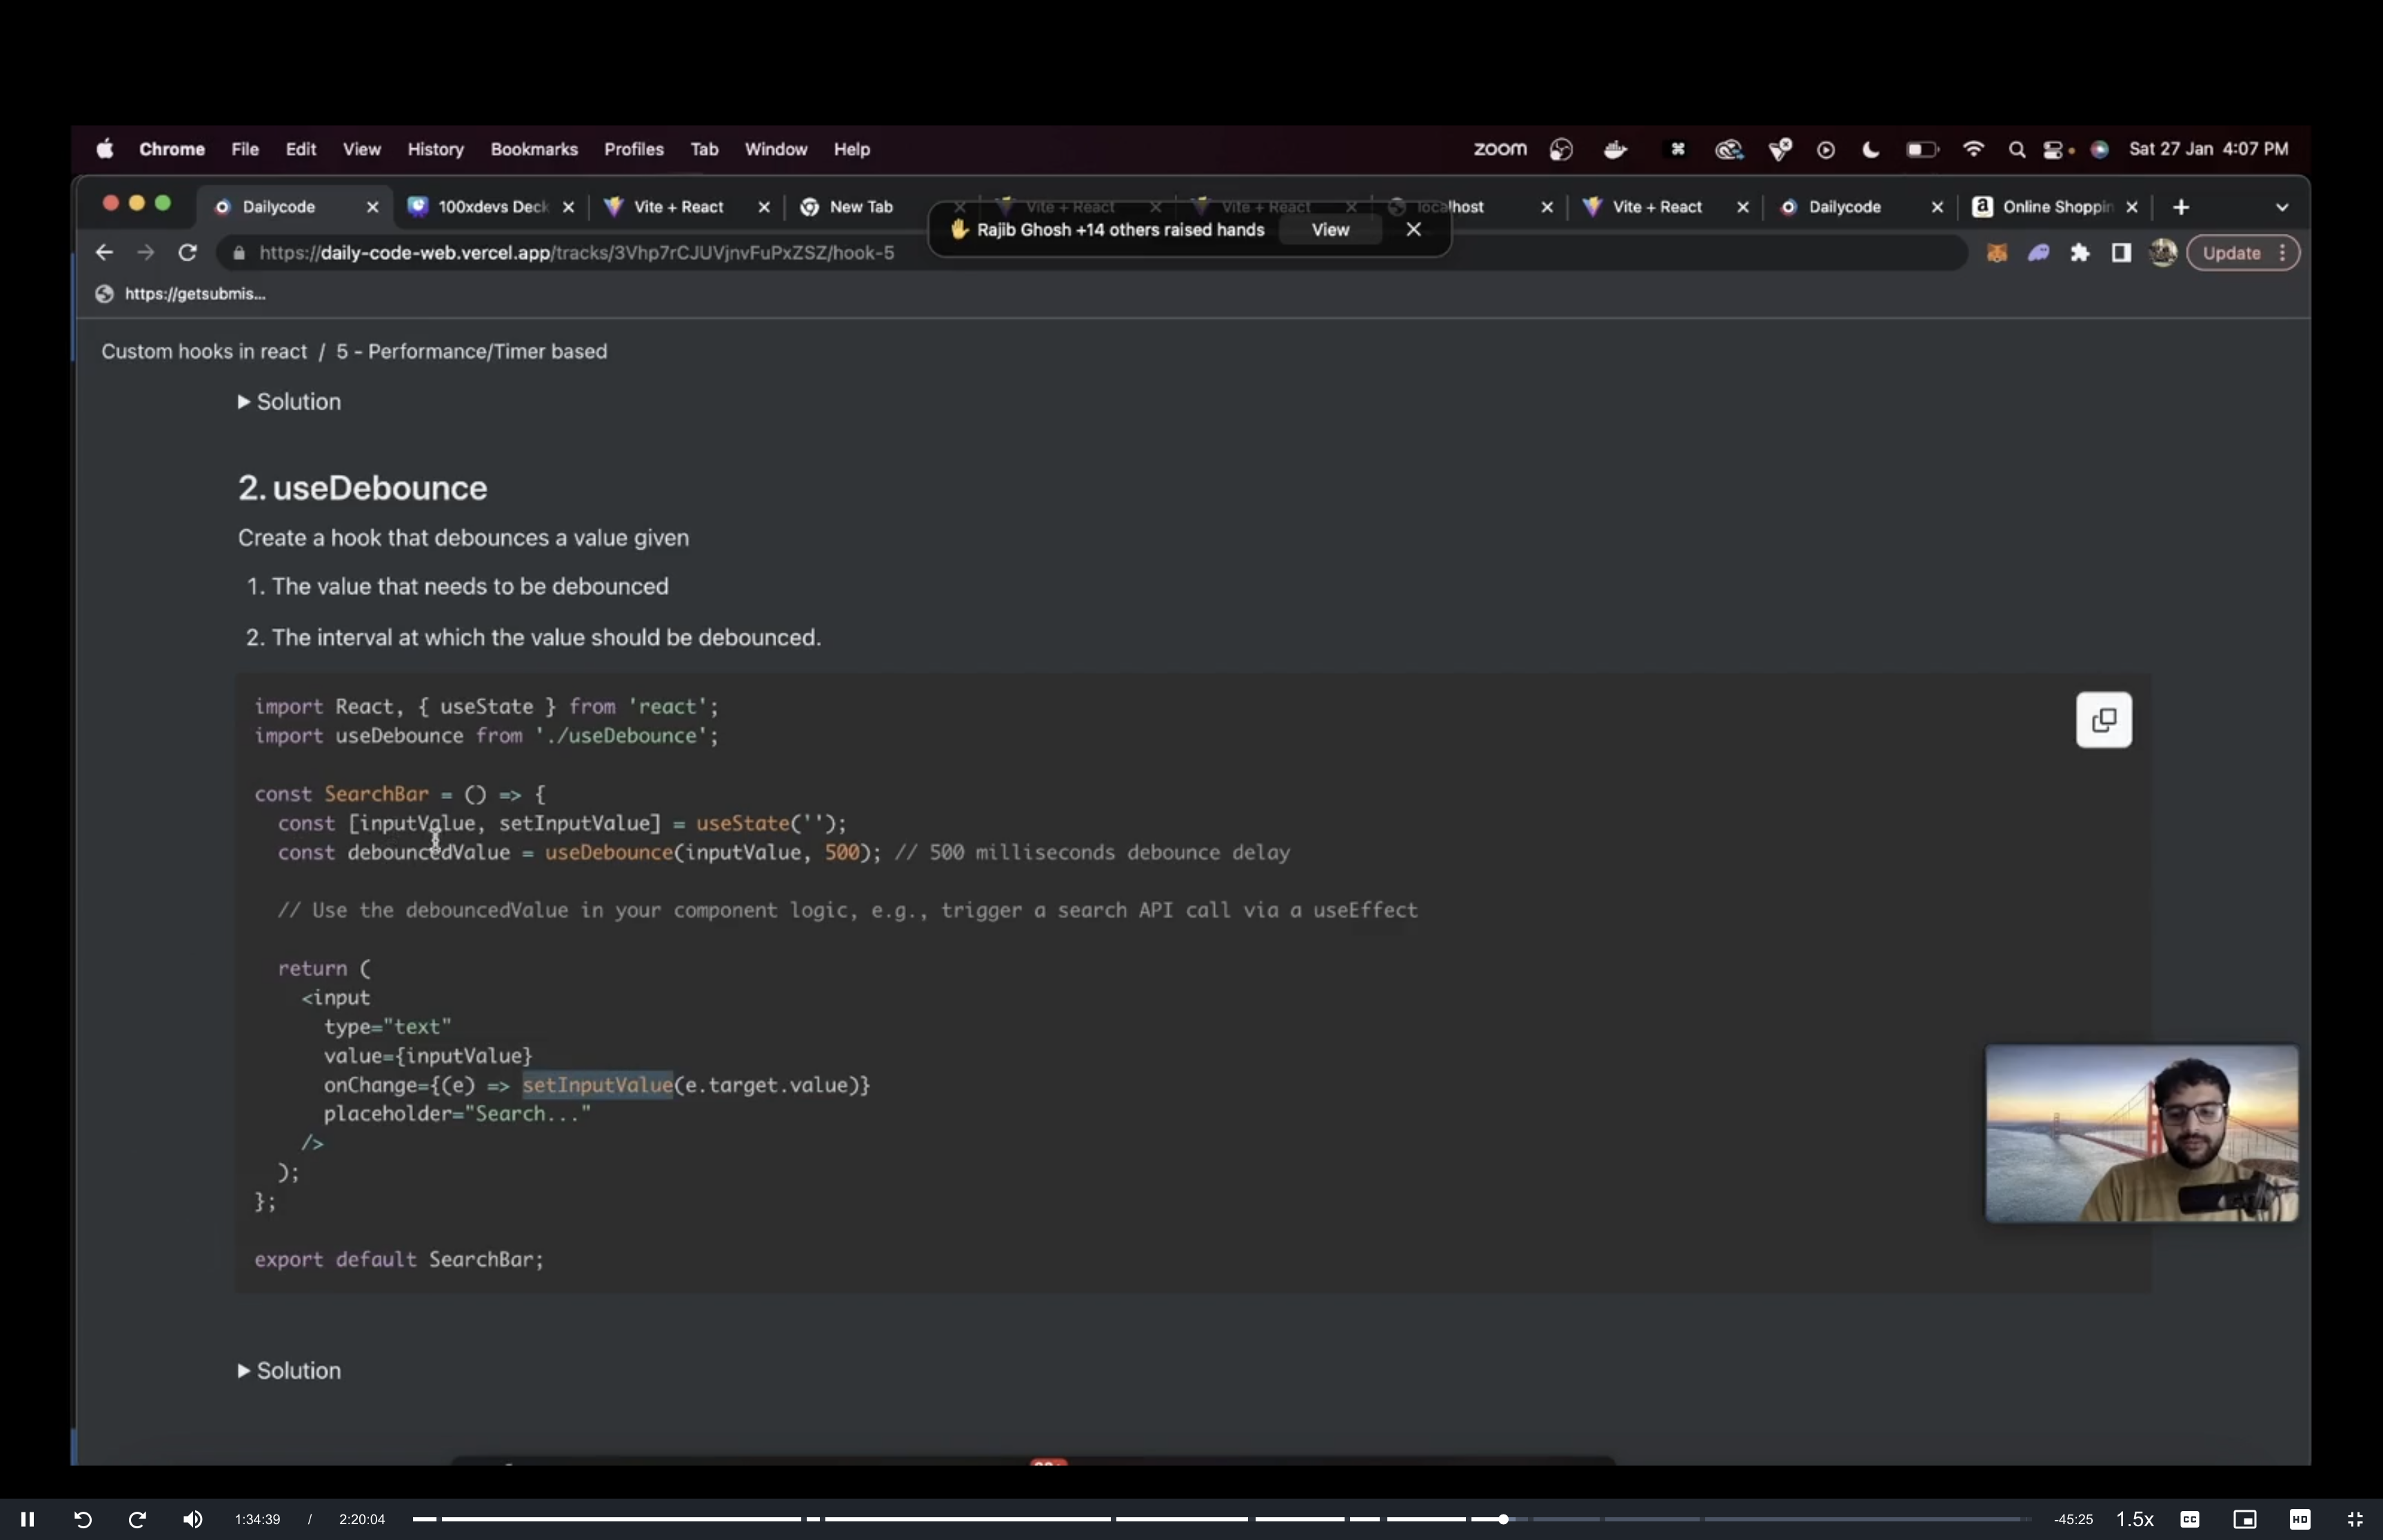 Chrome File Edit View History Bookmarks Profiles Tab Window Help zoom Sat 27 Jan 4:07 PM
Dailycode 100xdevs Deck Vite + React New Tab Vite + React Vite + React localhost Vite + React Dailycode Online Shoppin
✋ Rajib Ghosh +14 others raised hands View
https://daily-code-web.vercel.app/tracks/3Vhp7rCJUVjnvFuPxZSZ/hook-5 Update
https://getsubmis...
Custom hooks in react / 5 - Performance/Timer based
▶ Solution
2. useDebounce
Create a hook that debounces a value given
1. The value that needs to be debounced
2. The interval at which the value should be debounced.
import React, { useState } from 'react';
import useDebounce from './useDebounce';
const SearchBar = () => {
const [inputValue, setInputValue] = useState('');
const debouncedValue = useDebounce(inputValue, 500); // 500 milliseconds debounce delay
// Use the debouncedValue in your component logic, e.g., trigger a search API call via a useEffect
return (
<input
type="text"
value={inputValue}
onChange={(e) => setInputValue(e.target.value)}
placeholder="Search..."
/>
);
};
export default SearchBar;
▶ Solution
1:34:39 / 2:20:04 -45:25 1.5x CC HD